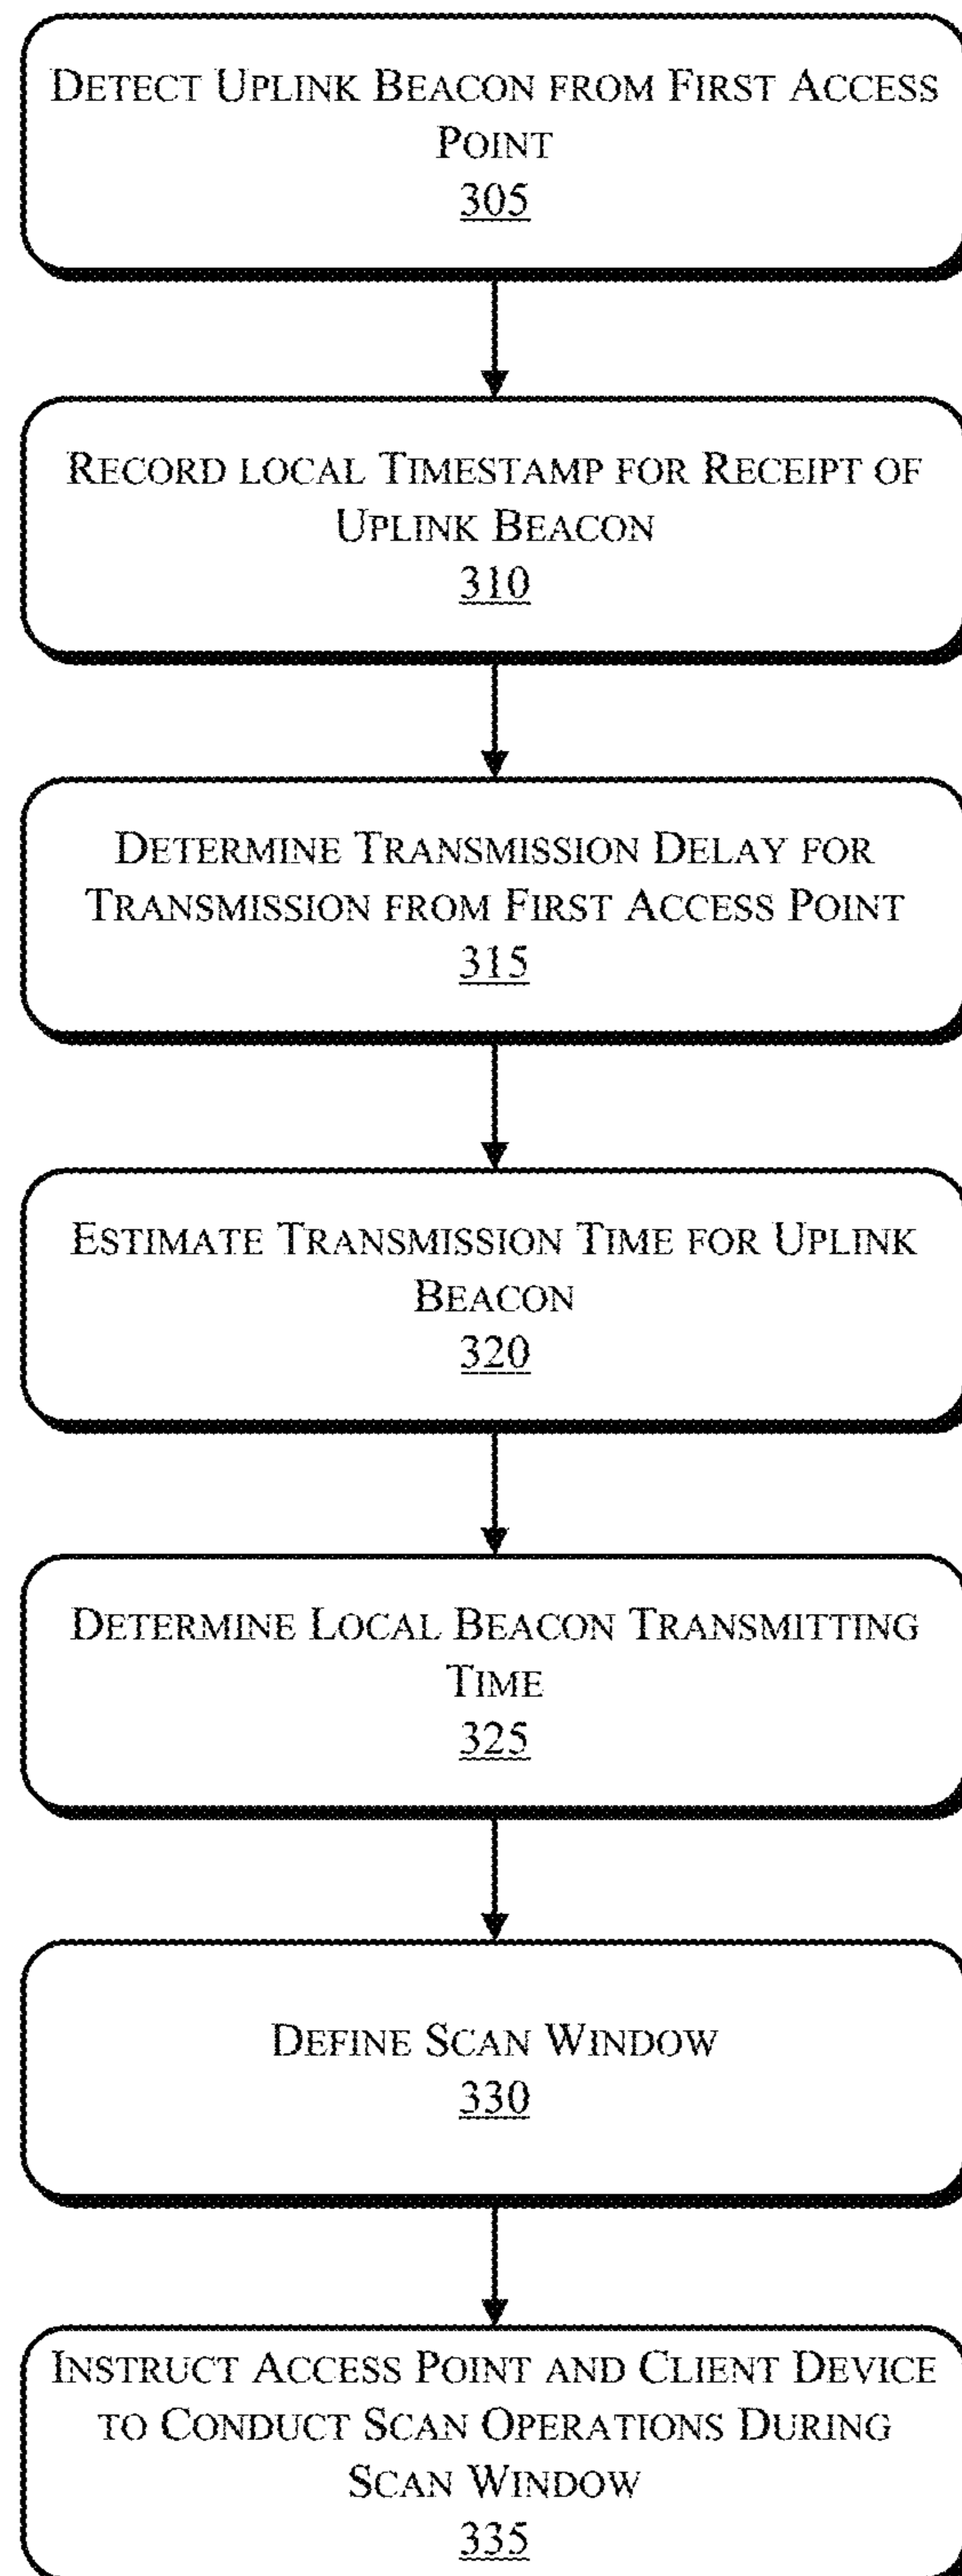 DETECT UPLINK BEACON FROM FIRST ACCESS
POINT
305
RECORD LOCAL TIMESTAMP FOR RECEIPT OF
UPLINK BEACON
310
DETERMINE TRANSMISSION DELAY FOR
TRANSMISSION FROM FIRST ACCESS POINT
315
ESTIMATE TRANSMISSION TIME FOR UPLINK
BEACON
320
DETERMINE LOCAL BEACON TRANSMITTING
TIME
325
DEFINE SCAN WINDOW
330
INSTRUCT ACCESS POINT AND CLIENT DEVICE
TO CONDUCT SCAN OPERATIONS DURING
SCAN WINDOW
335